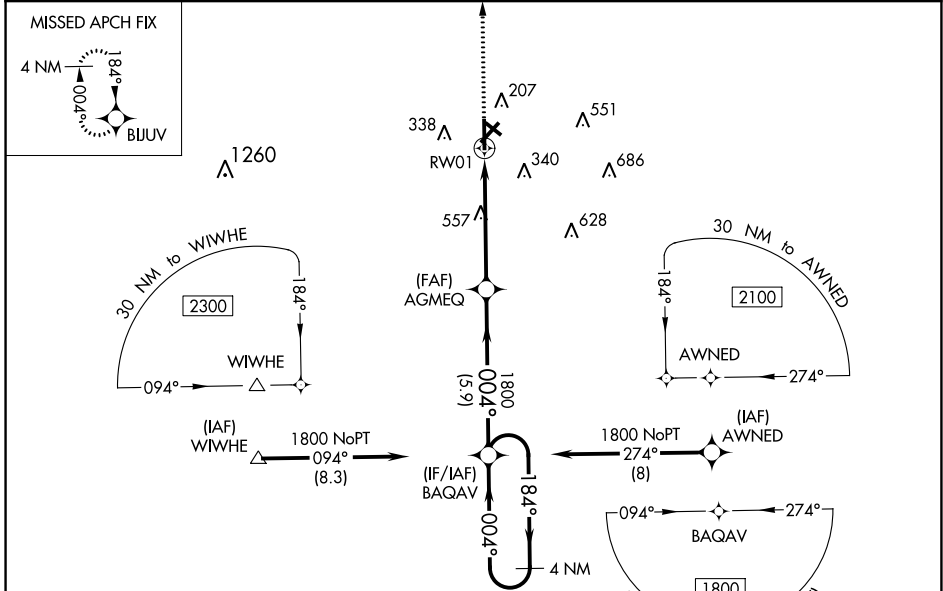 MISSED APCH FIX
4 NM
184°
004°
BIJUV
1260
338
207
551
RW01
340
686
557
628
(FAF)
AGMEQ
30 NM to WIWHE
184°
2300
WIWHE
094°
30 NM to AWNED
184°
2100
AWNED
274°
1800
004°
(5.9)
(IAF)
WIWHE
1800 NoPT
094°
(8.3)
(IF/IAF)
BAQAV
184°
004°
4 NM
1800 NoPT
274°
(8)
(IAF)
AWNED
094°
274°
BAQAV
1800